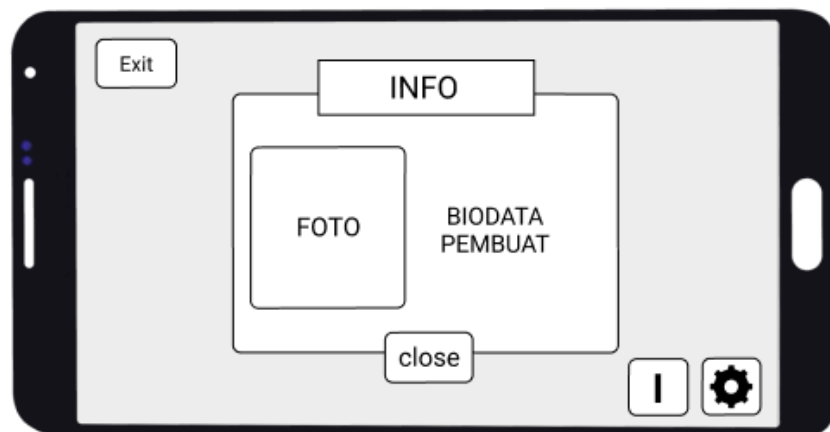 Exit
INFO
FOTO
BIODATA
PEMBUAT
close
I